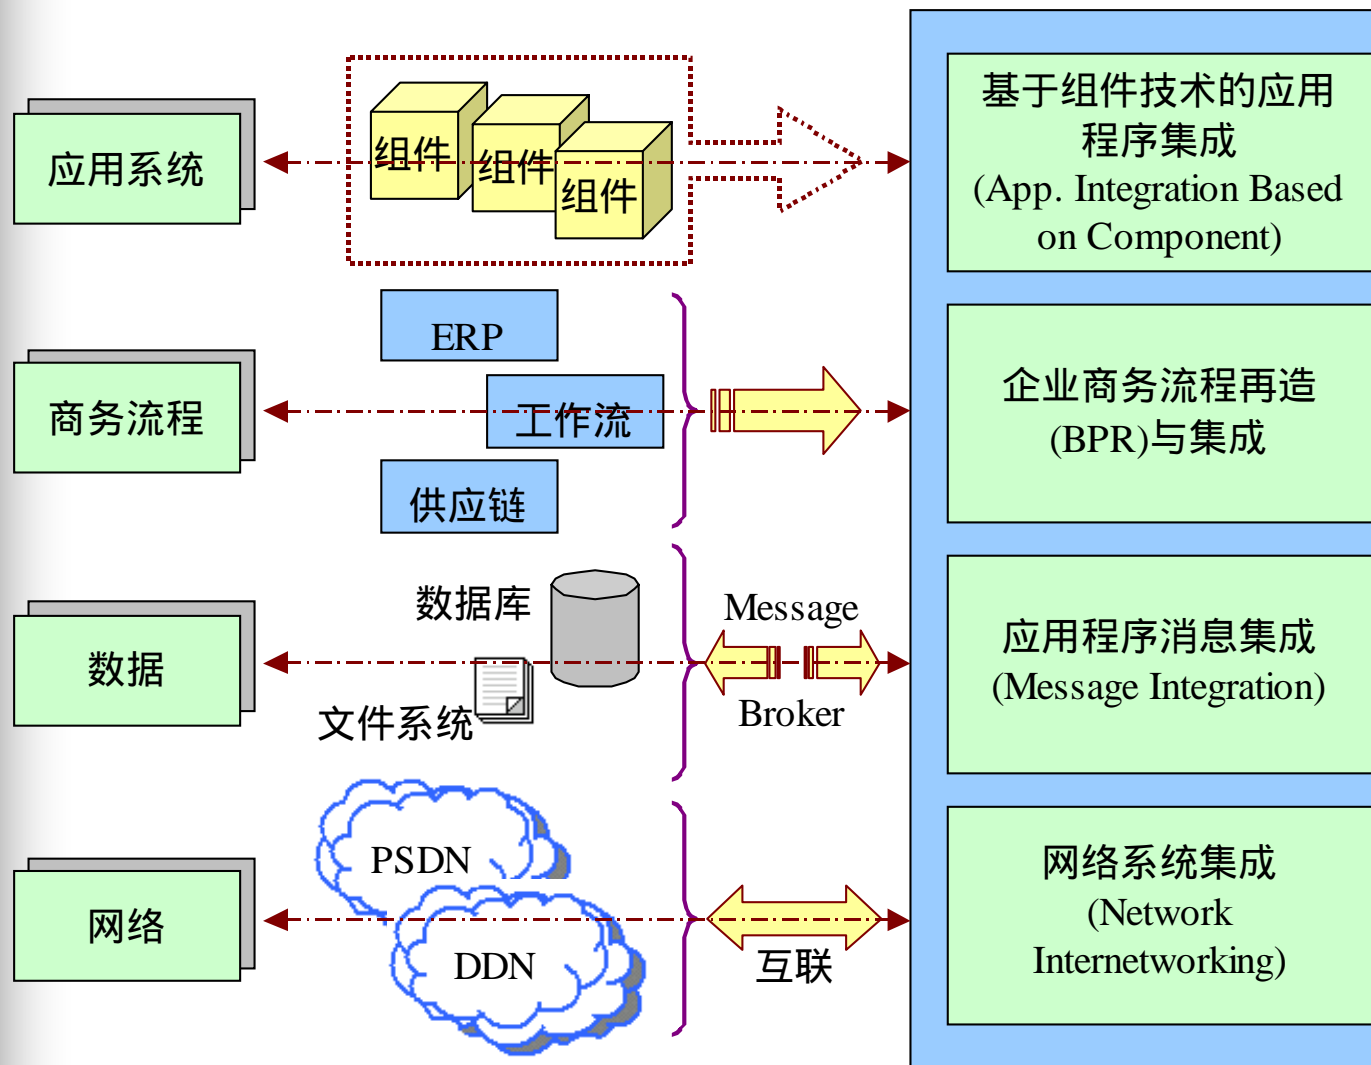 应用系统
组件
组件
组件
基于组件技术的应用
程序集成
(App. Integration Based
on Component)
商务流程
ERP
工作流
供应链
企业商务流程再造
(BPR)与集成
数据
数据库
文件系统
Message
Broker
应用程序消息集成
(Message Integration)
网络
PSDN
DDN
互联
网络系统集成
(Network
Internetworking)